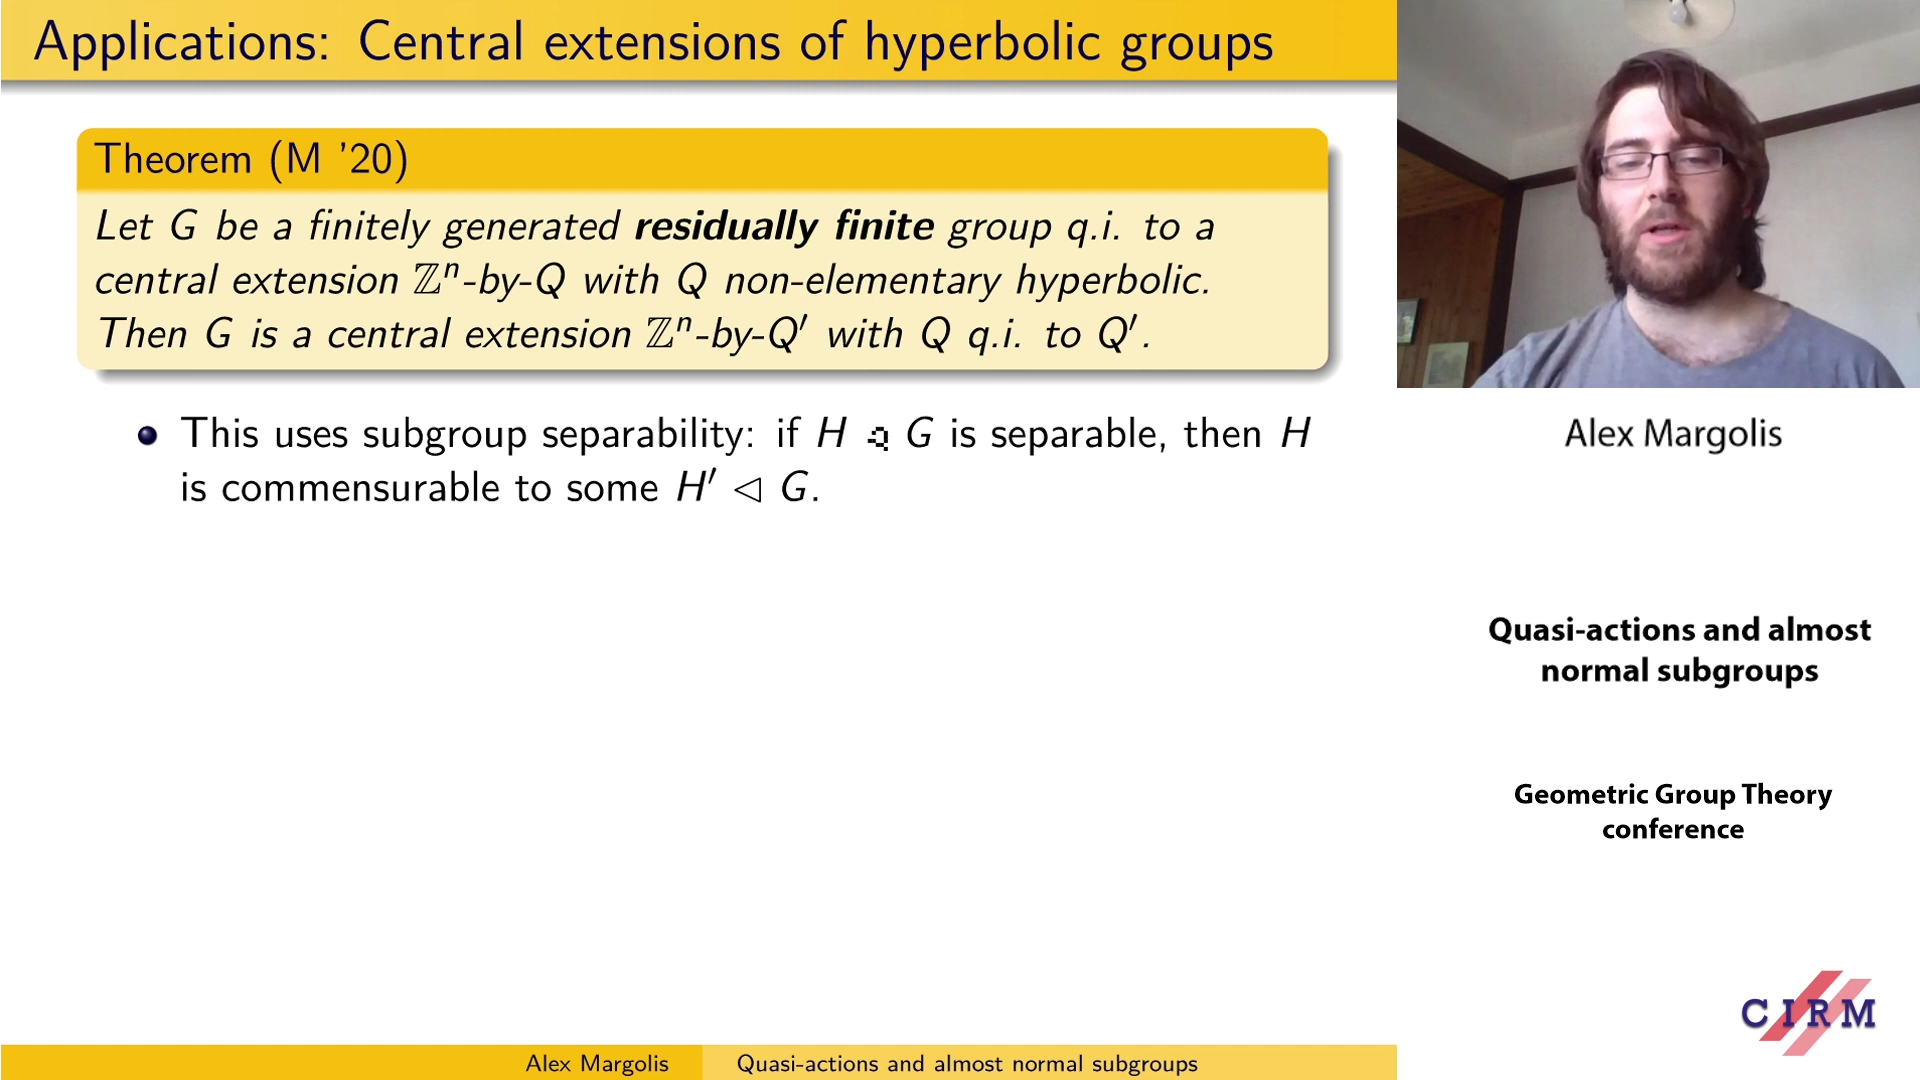 Applications: Central extensions of hyperbolic groups
Theorem (M '20)
Let G be a finitely generated residually finite group q.i. to a
central extension ℤⁿ-by-Q with Q non-elementary hyperbolic.
Then G is a central extension ℤⁿ-by-Q′ with Q q.i. to Q′.
• This uses subgroup separability: if H G is separable, then H
is commensurable to some H′ ◁ G.
Alex Margolis
Quasi-actions and almost
normal subgroups
Geometric Group Theory
conference
CIRM
Alex Margolis Quasi-actions and almost normal subgroups